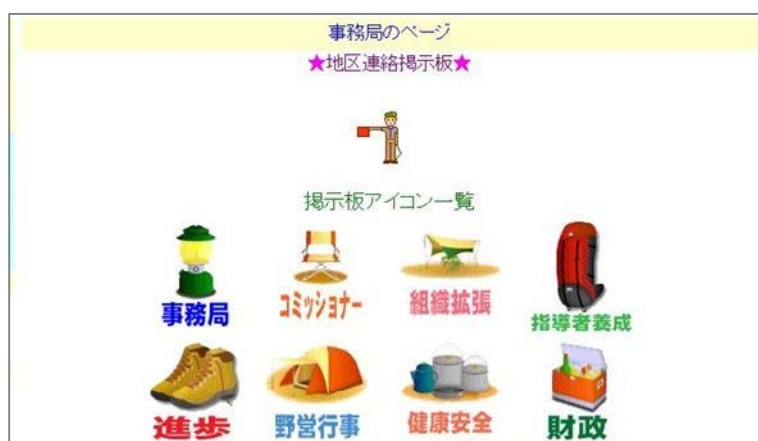 事務局のページ
★地区連絡掲示板★
掲示板アイコン一覧
事務局
コミッショナー
組織拡張
指導者養成
進歩
野営行事
健康安全
財政